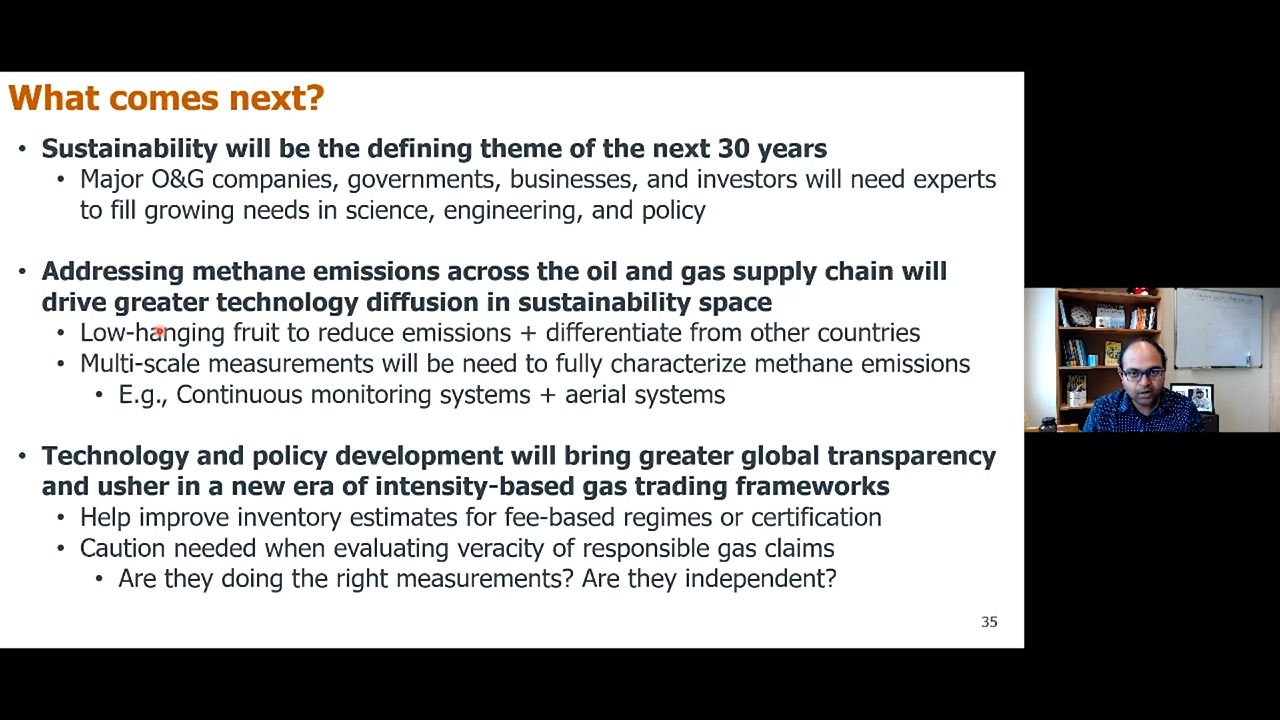 What comes next?
• Sustainability will be the defining theme of the next 30 years
• Major O&G companies, governments, businesses, and investors will need experts
to fill growing needs in science, engineering, and policy
• Addressing methane emissions across the oil and gas supply chain will
drive greater technology diffusion in sustainability space
• Low-hanging fruit to reduce emissions + differentiate from other countries
• Multi-scale measurements will be need to fully characterize methane emissions
• E.g., Continuous monitoring systems + aerial systems
• Technology and policy development will bring greater global transparency
and usher in a new era of intensity-based gas trading frameworks
• Help improve inventory estimates for fee-based regimes or certification
• Caution needed when evaluating veracity of responsible gas claims
• Are they doing the right measurements? Are they independent?
35